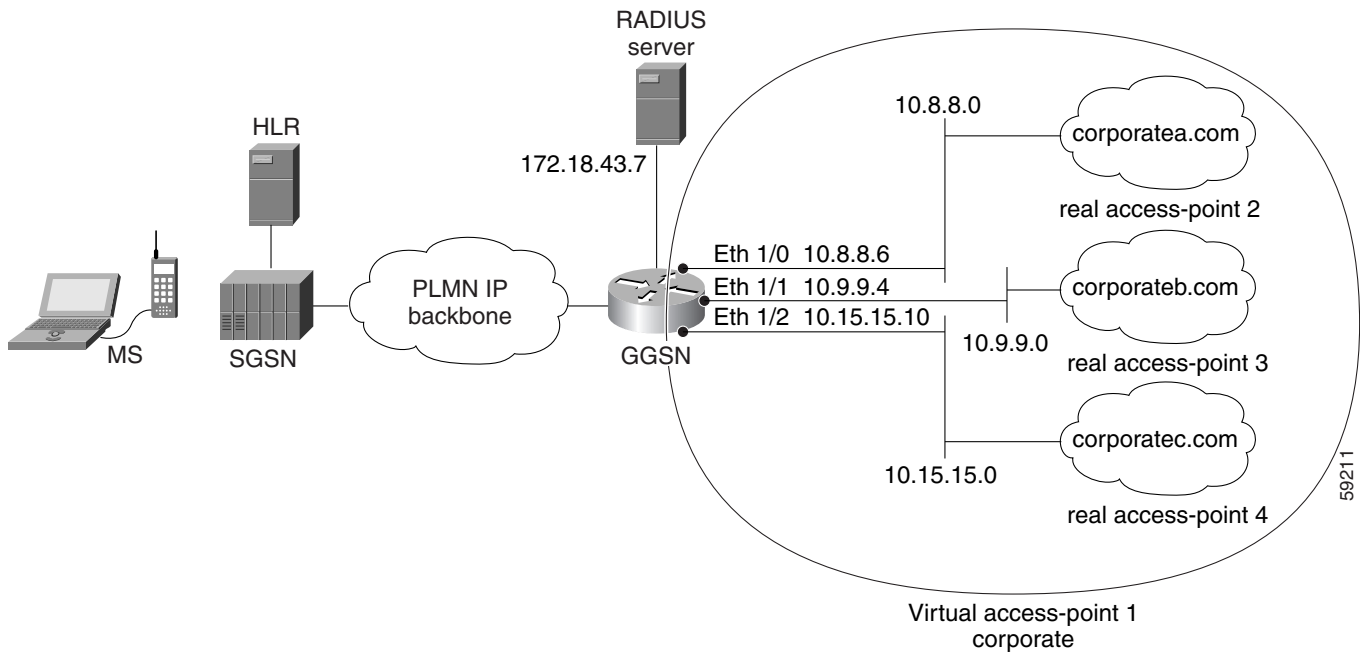 RADIUS
server
HLR
172.18.43.7
10.8.8.0
corporatea.com
real access-point 2
Eth 1/0 10.8.8.6
Eth 1/1 10.9.9.4
Eth 1/2 10.15.15.10
PLMN IP
backbone
corporateb.com
10.9.9.0
real access-point 3
MS
SGSN
GGSN
corporatec.com
10.15.15.0
real access-point 4
59211
Virtual access-point 1
corporate